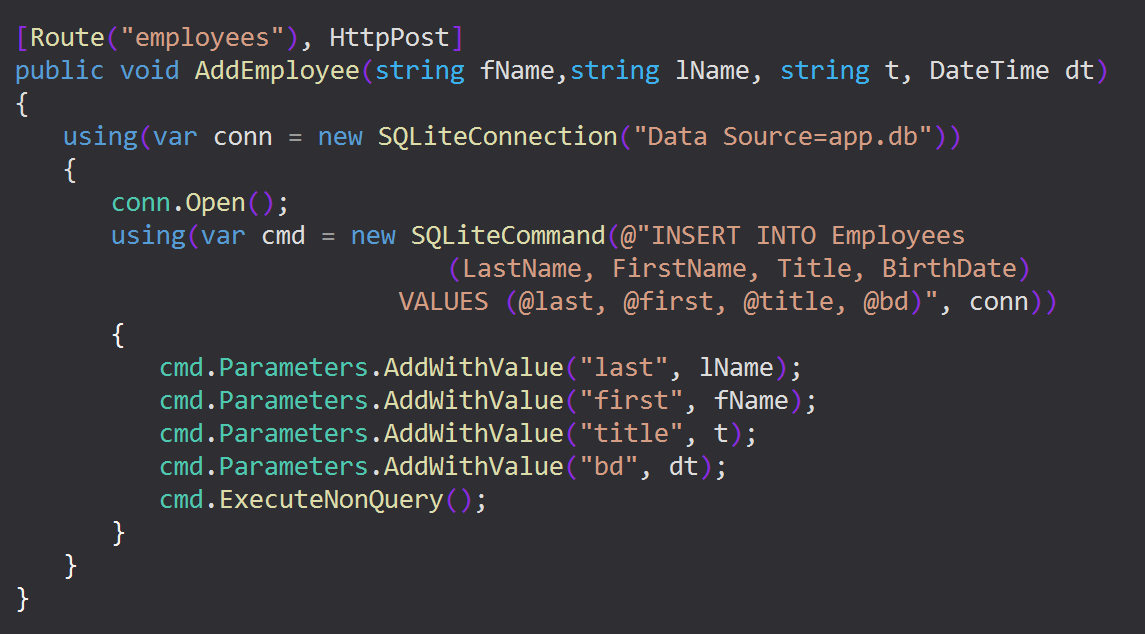 [Route("employees"), HttpPost]
public void AddEmployee(string fName,string lName, string t, DateTime dt)
{
   using(var conn = new SQLiteConnection("Data Source=app.db"))
   {
      conn.Open();
      using(var cmd = new SQLiteCommand(@"INSERT INTO Employees
                           (LastName, FirstName, Title, BirthDate)
                        VALUES (@last, @first, @title, @bd)", conn))
      {
         cmd.Parameters.AddWithValue("last", lName);
         cmd.Parameters.AddWithValue("first", fName);
         cmd.Parameters.AddWithValue("title", t);
         cmd.Parameters.AddWithValue("bd", dt);
         cmd.ExecuteNonQuery();
      }
   }
}